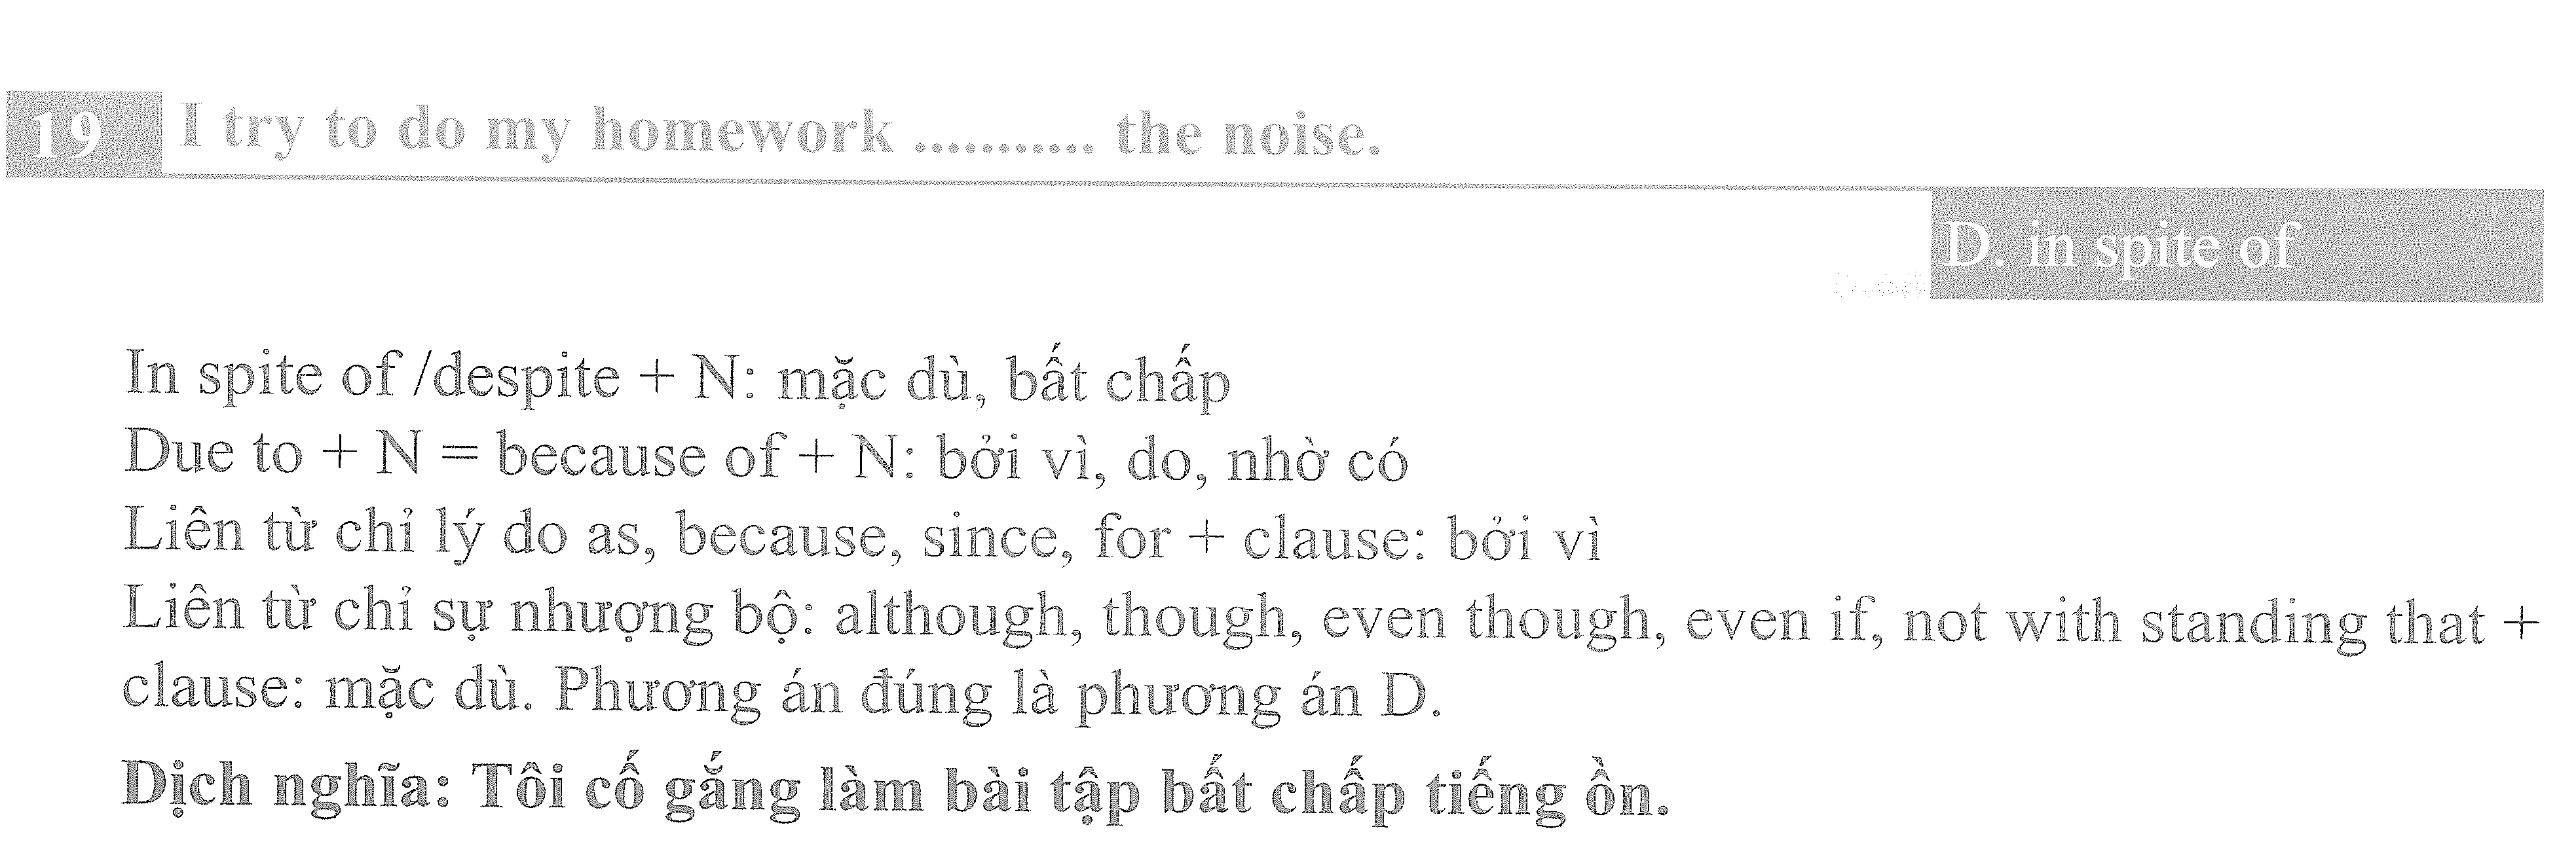 19 I try to do my homework ........... the noise.
D. in spite of
In spite of /despite + N: mặc dù, bất chấp
Due to + N = because of + N: bởi vì, do, nhờ có
Liên từ chỉ lý do as, because, since, for + clause: bởi vì
Liên từ chỉ sự nhượng bộ: although, though, even though, even if, not with standing that +
clause: mặc dù. Phương án đúng là phương án D.
Dịch nghĩa: Tôi cố gắng làm bài tập bất chấp tiếng ồn.